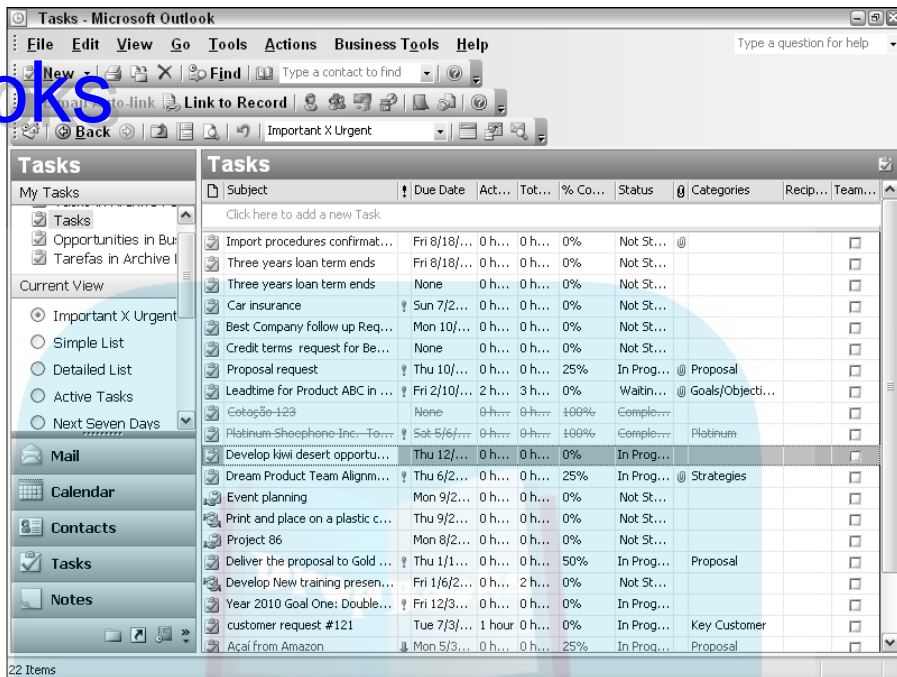 Tasks - Microsoft Outlook
File Edit View Go Tools Actions Business Tools Help Type a question for help
New Find Type a contact to find
oks
Auto-link Link to Record
Back Important X Urgent
Tasks
My Tasks
Tasks
Opportunities in Bu
Tarefas in Archive
Current View
Important X Urgent
Simple List
Detailed List
Active Tasks
Next Seven Days
Mail
Calendar
Contacts
Tasks
Notes
Tasks
Subject ! Due Date Act... Tot... % Co... Status Categories Recip... Team...
Click here to add a new Task
Import procedures confirmat... Fri 8/18/... 0 h... 0 h... 0% Not St...
Three years loan term ends Fri 8/18/... 0 h... 0 h... 0% Not St...
Three years loan term ends None 0 h... 0 h... 0% Not St...
Car insurance Sun 7/2... 0 h... 0 h... 0% Not St...
Best Company follow up Req... Mon 10/... 0 h... 0 h... 0% Not St...
Credit terms request for Be... None 0 h... 0 h... 0% Not St...
Proposal request Thu 10/... 0 h... 0 h... 25% In Prog... Proposal
Leadtime for Product ABC in ... Fri 2/10/... 2 h... 3 h... 0% Waitin... Goals/Objecti...
Cotação 123 None 0 h... 0 h... 100% Comple...
Platinum Shoephone Inc. To... Sat 5/6/... 0 h... 0 h... 100% Comple... Platinum
Develop kiwi desert opportu... Thu 12/... 0 h... 0 h... 0% In Prog...
Dream Product Team Alignm... Thu 6/2... 0 h... 0 h... 25% In Prog... Strategies
Event planning Mon 9/2... 0 h... 0 h... 0% Not St...
Print and place on a plastic c... Thu 9/2... 0 h... 0 h... 0% Not St...
Project 86 Mon 8/2... 0 h... 0 h... 0% Not St...
Deliver the proposal to Gold ... Thu 1/1... 0 h... 0 h... 50% In Prog... Proposal
Develop New training presen... Fri 1/6/2... 0 h... 2 h... 0% Not St...
Year 2010 Goal One: Double... Fri 12/3... 0 h... 0 h... 0% In Prog...
customer request #121 Tue 7/3/... 1 hour 0 h... 0% In Prog... Key Customer
Açaí from Amazon Mon 5/3... 0 h... 0 h... 25% In Prog... Proposal
22 Items